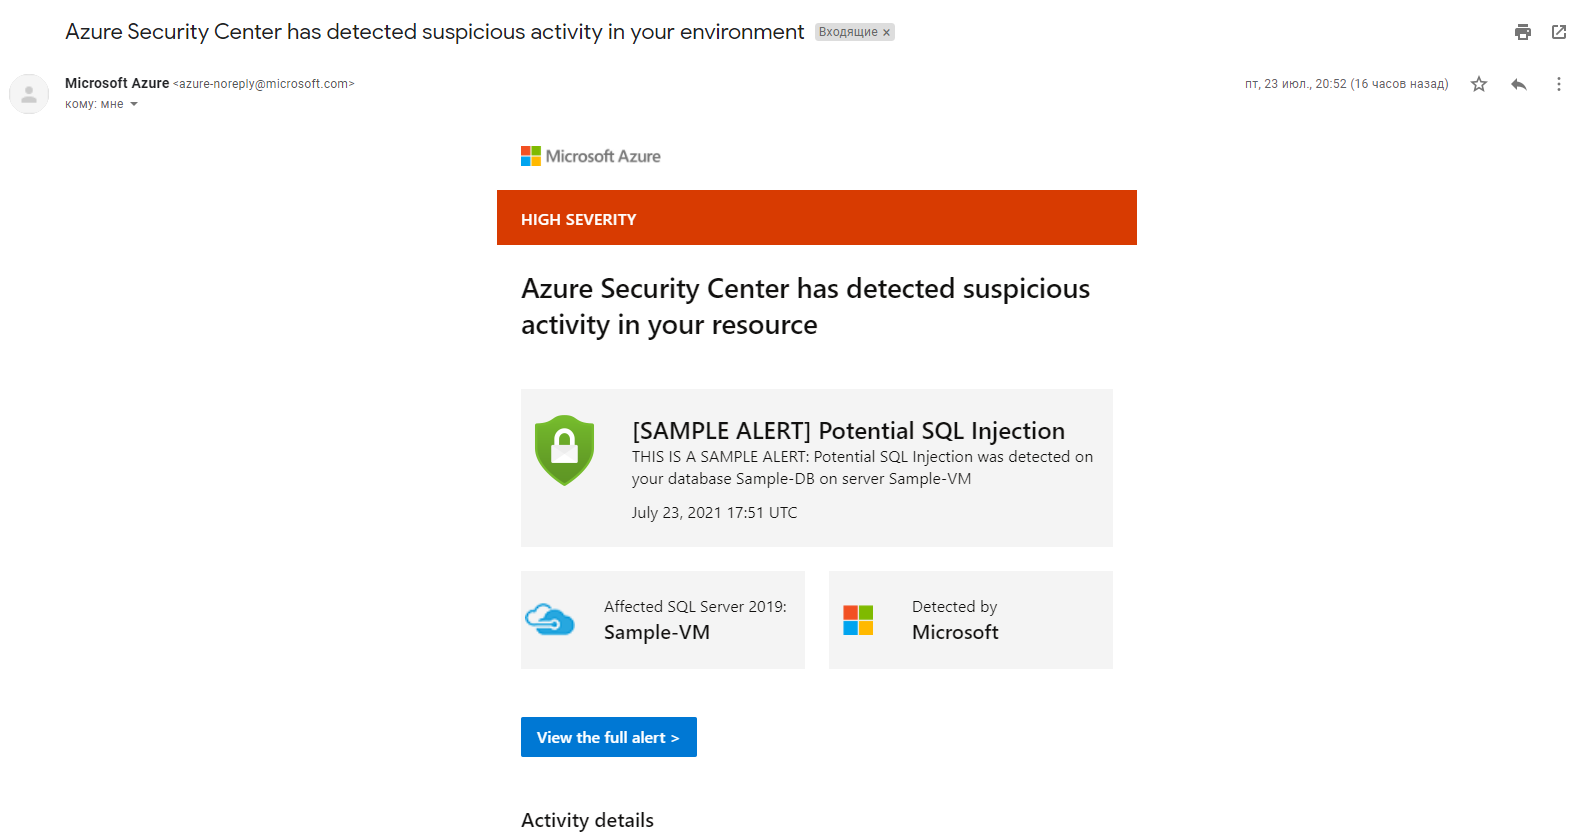 Azure Security Center has detected suspicious activity in your environment Входящие ×
Microsoft Azure <azure-noreply@microsoft.com> пт, 23 июл., 20:52 (16 часов назад)
кому: мне
Microsoft Azure
HIGH SEVERITY
Azure Security Center has detected suspicious
activity in your resource
[SAMPLE ALERT] Potential SQL Injection
THIS IS A SAMPLE ALERT: Potential SQL Injection was detected on
your database Sample-DB on server Sample-VM
July 23, 2021 17:51 UTC
Affected SQL Server 2019:
Sample-VM
Detected by
Microsoft
View the full alert >
Activity details